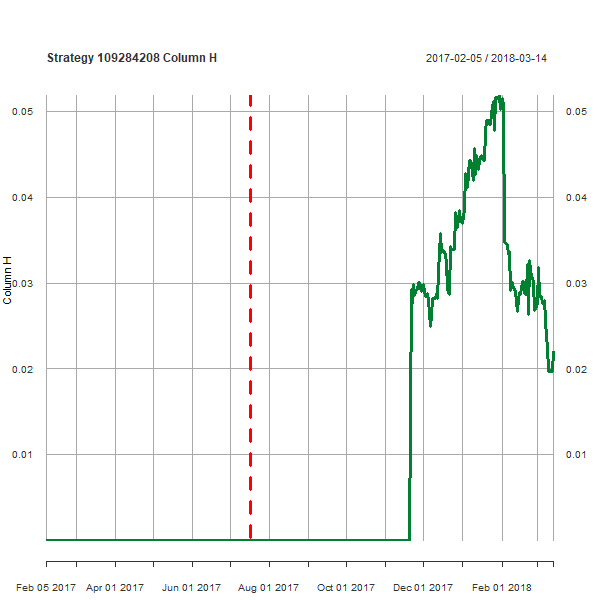 Strategy 109284208 Column H
2017-02-05 / 2018-03-14
0.05 0.05
0.04 0.04
0.03 0.03
Column H
0.02 0.02
0.01 0.01
Feb 05 2017 Apr 01 2017 Jun 01 2017 Aug 01 2017 Oct 01 2017 Dec 01 2017 Feb 01 2018